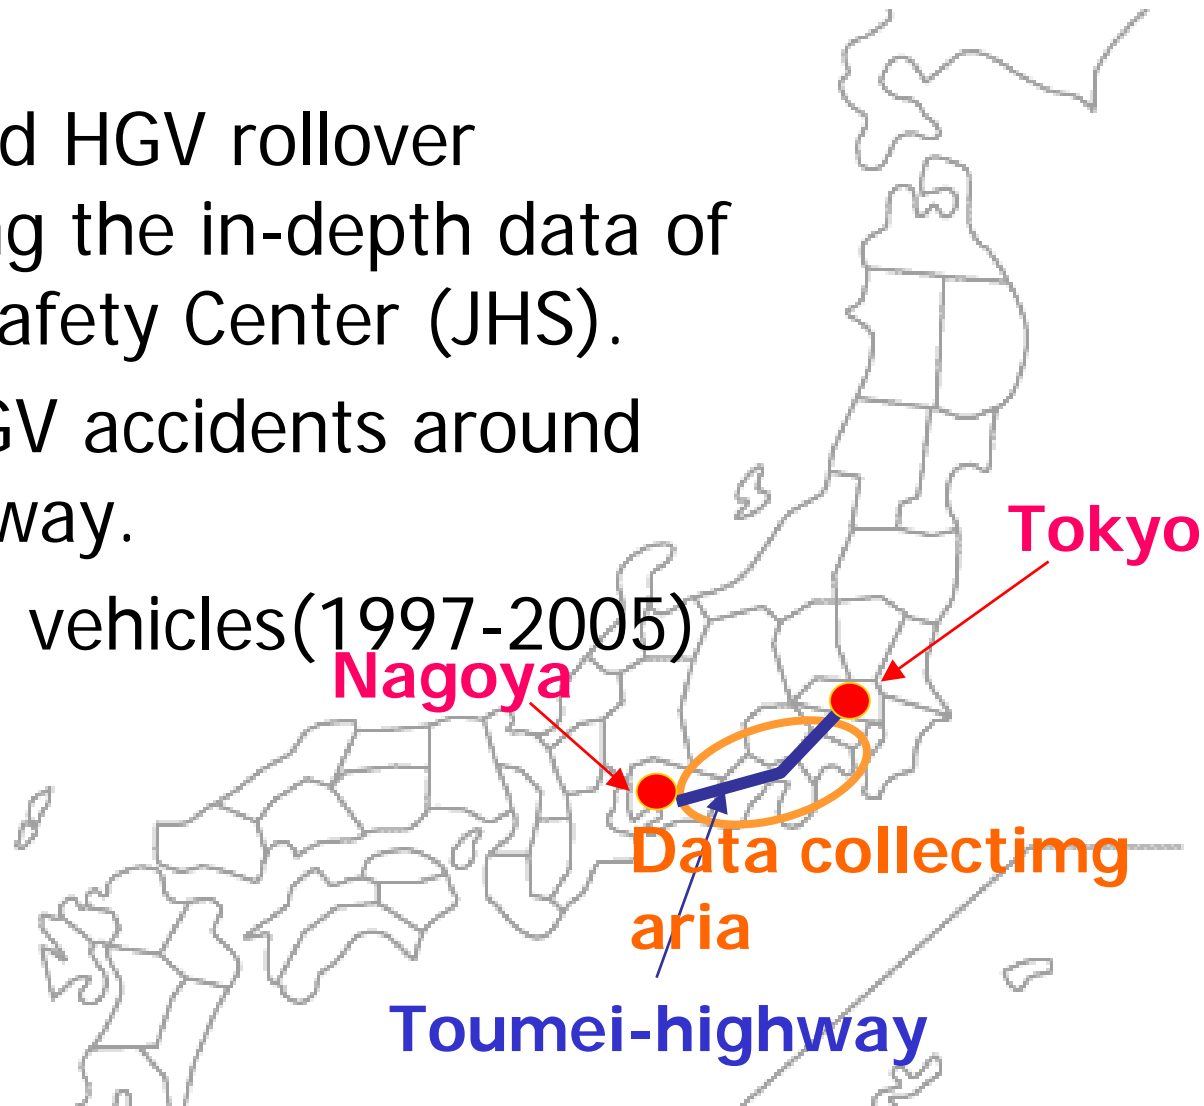 d HGV rollover
ng the in-depth data of
afety Center (JHS).
GV accidents around
way.
vehicles(1997-2005)
Tokyo
Nagoya
Data collectimg
aria
Toumei-highway